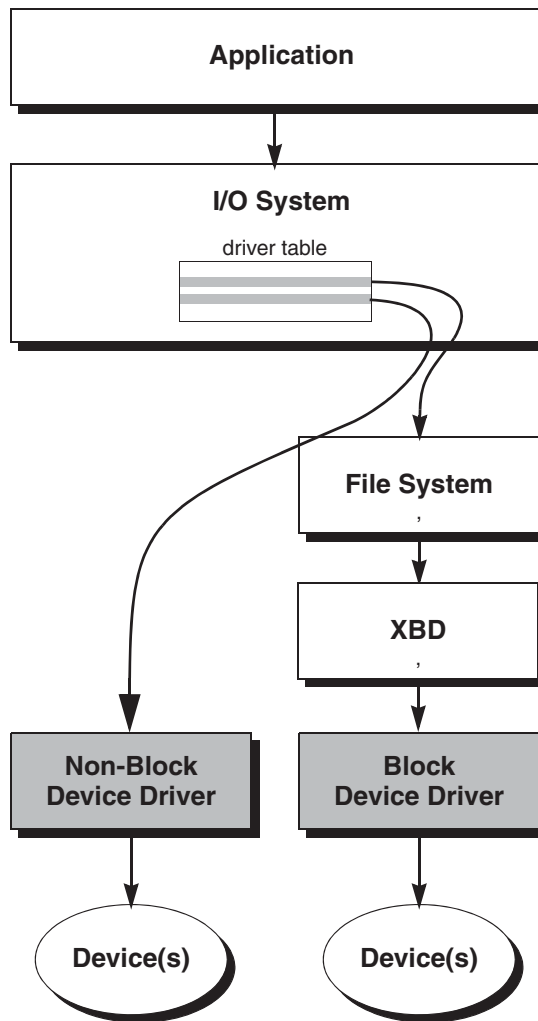 Application
I/O System
driver table
File System
,
XBD
,
Non-Block
Device Driver
Block
Device Driver
Device(s)
Device(s)